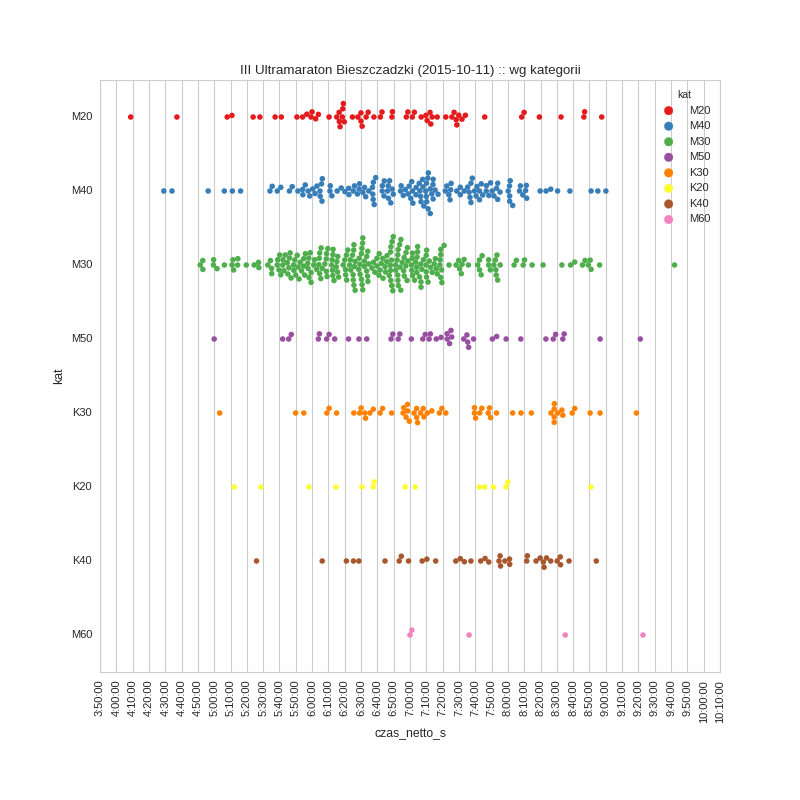 III Ultramaraton Bieszczadzki (2015-10-11) :: wg kategorii
kat
M20
M40
M30
M50
K30
K20
K40
M60
kat
M20
M40
M30
M50
K30
K20
K40
M60
3:50:00
4:00:00
4:10:00
4:20:00
4:30:00
4:40:00
4:50:00
5:00:00
5:10:00
5:20:00
5:30:00
5:40:00
5:50:00
6:00:00
6:10:00
6:20:00
6:30:00
6:40:00
6:50:00
7:00:00
7:10:00
7:20:00
7:30:00
7:40:00
7:50:00
8:00:00
8:10:00
8:20:00
8:30:00
8:40:00
8:50:00
9:00:00
9:10:00
9:20:00
9:30:00
9:40:00
9:50:00
10:00:00
10:10:00
czas_netto_s